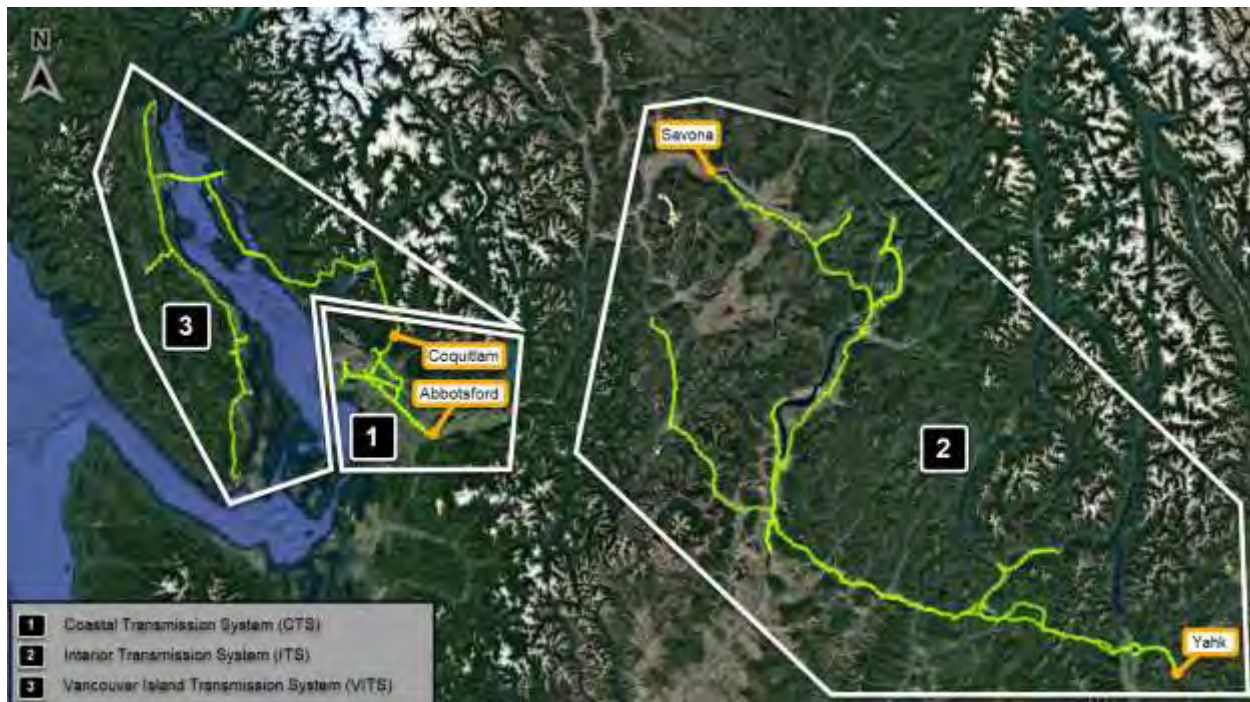 N
Savona
3
Coquitlam
Abbotsford
1
2
Yahk
1 Coastal Transmission System (CTS)
2 Interior Transmission System (ITS)
3 Vancouver Island Transmission System (VITS)